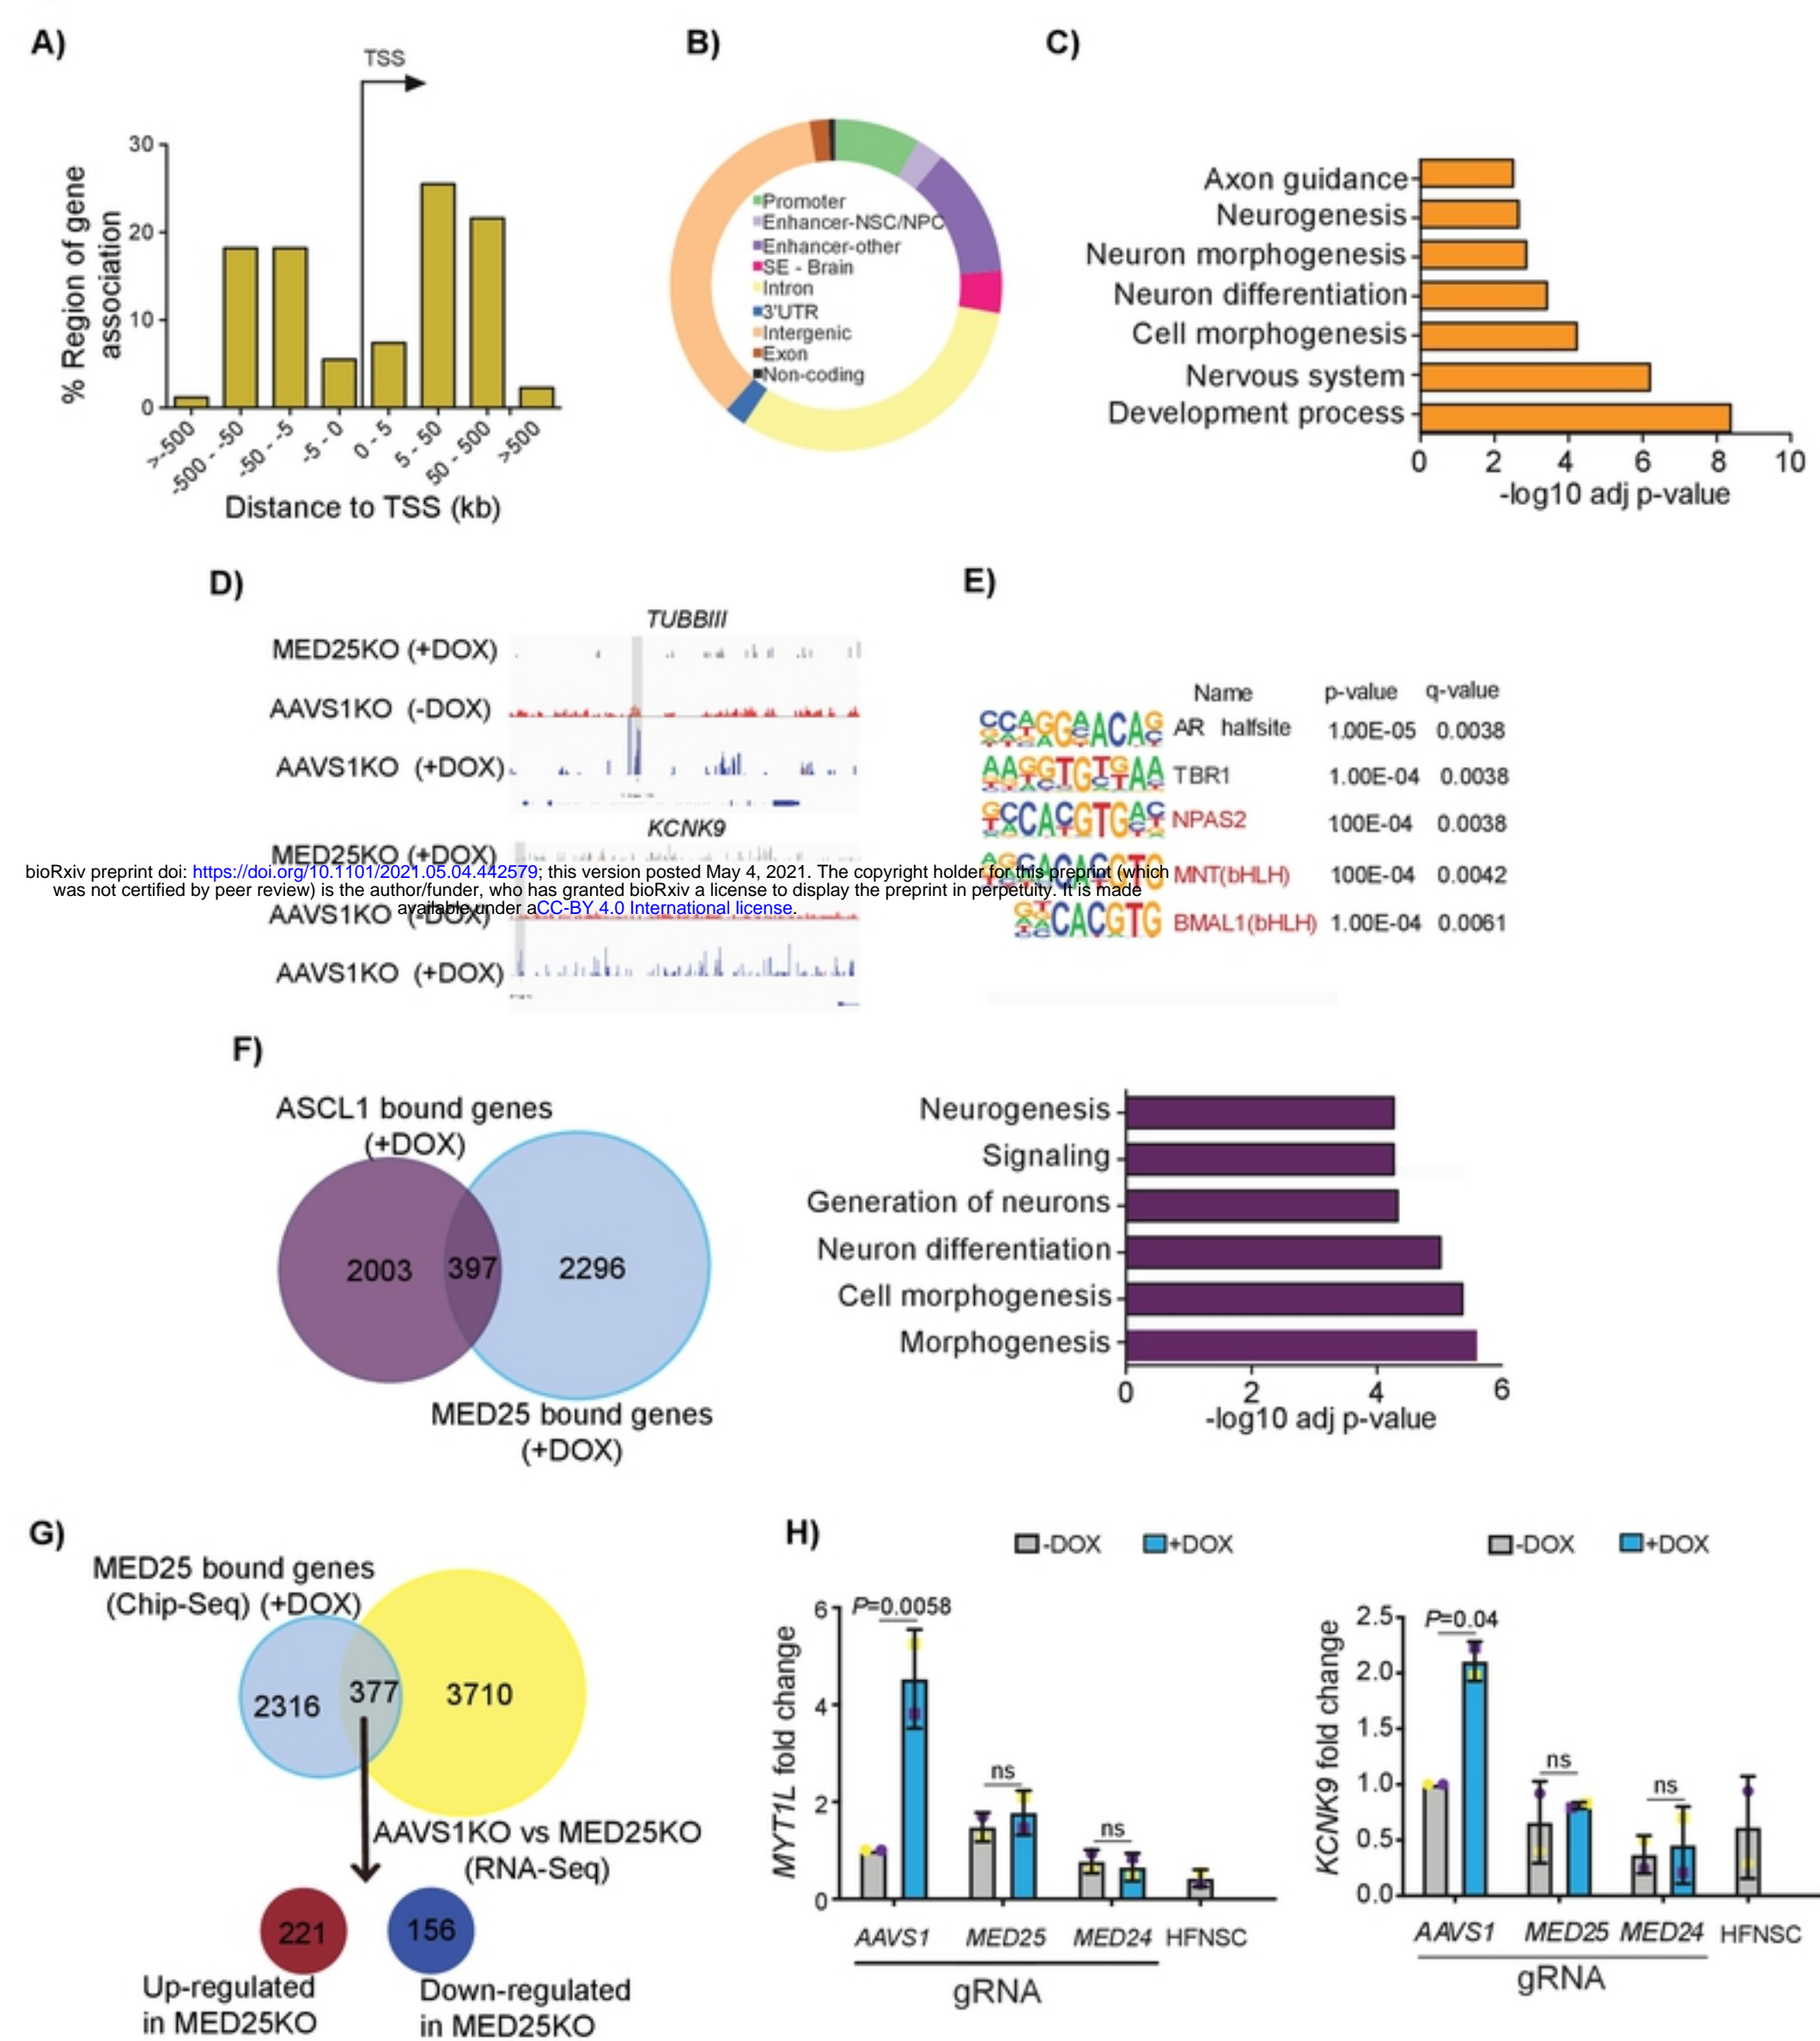 A)
TSS
% Region of gene
association
30
20
10
0
>-500
-500 - -50
-50 - -5
-5 - 0
0 - 5
5 - 50
50 - 500
>500
Distance to TSS (kb)
B)
Promoter
Enhancer-NSC/NPC
Enhancer-other
SE - Brain
Intron
3'UTR
Intergenic
Exon
Non-coding
C)
Axon guidance
Neurogenesis
Neuron morphogenesis
Neuron differentiation
Cell morphogenesis
Nervous system
Development process
0 2 4 6 8 10
-log10 adj p-value
D)
TUBBIII
MED25KO (+DOX)
AAVS1KO (-DOX)
AAVS1KO (+DOX)
KCNK9
MED25KO (+DOX)
AAVS1KO (-DOX)
AAVS1KO (+DOX)
E)
Name p-value q-value
AR halfsite 1.00E-05 0.0038
TBR1 1.00E-04 0.0038
NPAS2 100E-04 0.0038
MNT(bHLH) 100E-04 0.0042
BMAL1(bHLH) 1.00E-04 0.0061
bioRxiv preprint doi: https://doi.org/10.1101/2021.05.04.442579; this version posted May 4, 2021. The copyright holder for this preprint (which
was not certified by peer review) is the author/funder, who has granted bioRxiv a license to display the preprint in perpetuity. It is made
available under aCC-BY 4.0 International license.
F)
ASCL1 bound genes
(+DOX)
2003 397 2296
MED25 bound genes
(+DOX)
Neurogenesis
Signaling
Generation of neurons
Neuron differentiation
Cell morphogenesis
Morphogenesis
0 2 4 6
-log10 adj p-value
G)
MED25 bound genes
(Chip-Seq) (+DOX)
2316 377 3710
AAVS1KO vs MED25KO
(RNA-Seq)
221 156
Up-regulated
in MED25KO
Down-regulated
in MED25KO
H)
-DOX +DOX
MYT1L fold change
6
4
2
0
P=0.0058
ns
ns
AAVS1 MED25 MED24 HFNSC
gRNA
-DOX +DOX
KCNK9 fold change
2.5
2.0
1.5
1.0
0.5
0.0
P=0.04
ns
ns
AAVS1 MED25 MED24 HFNSC
gRNA